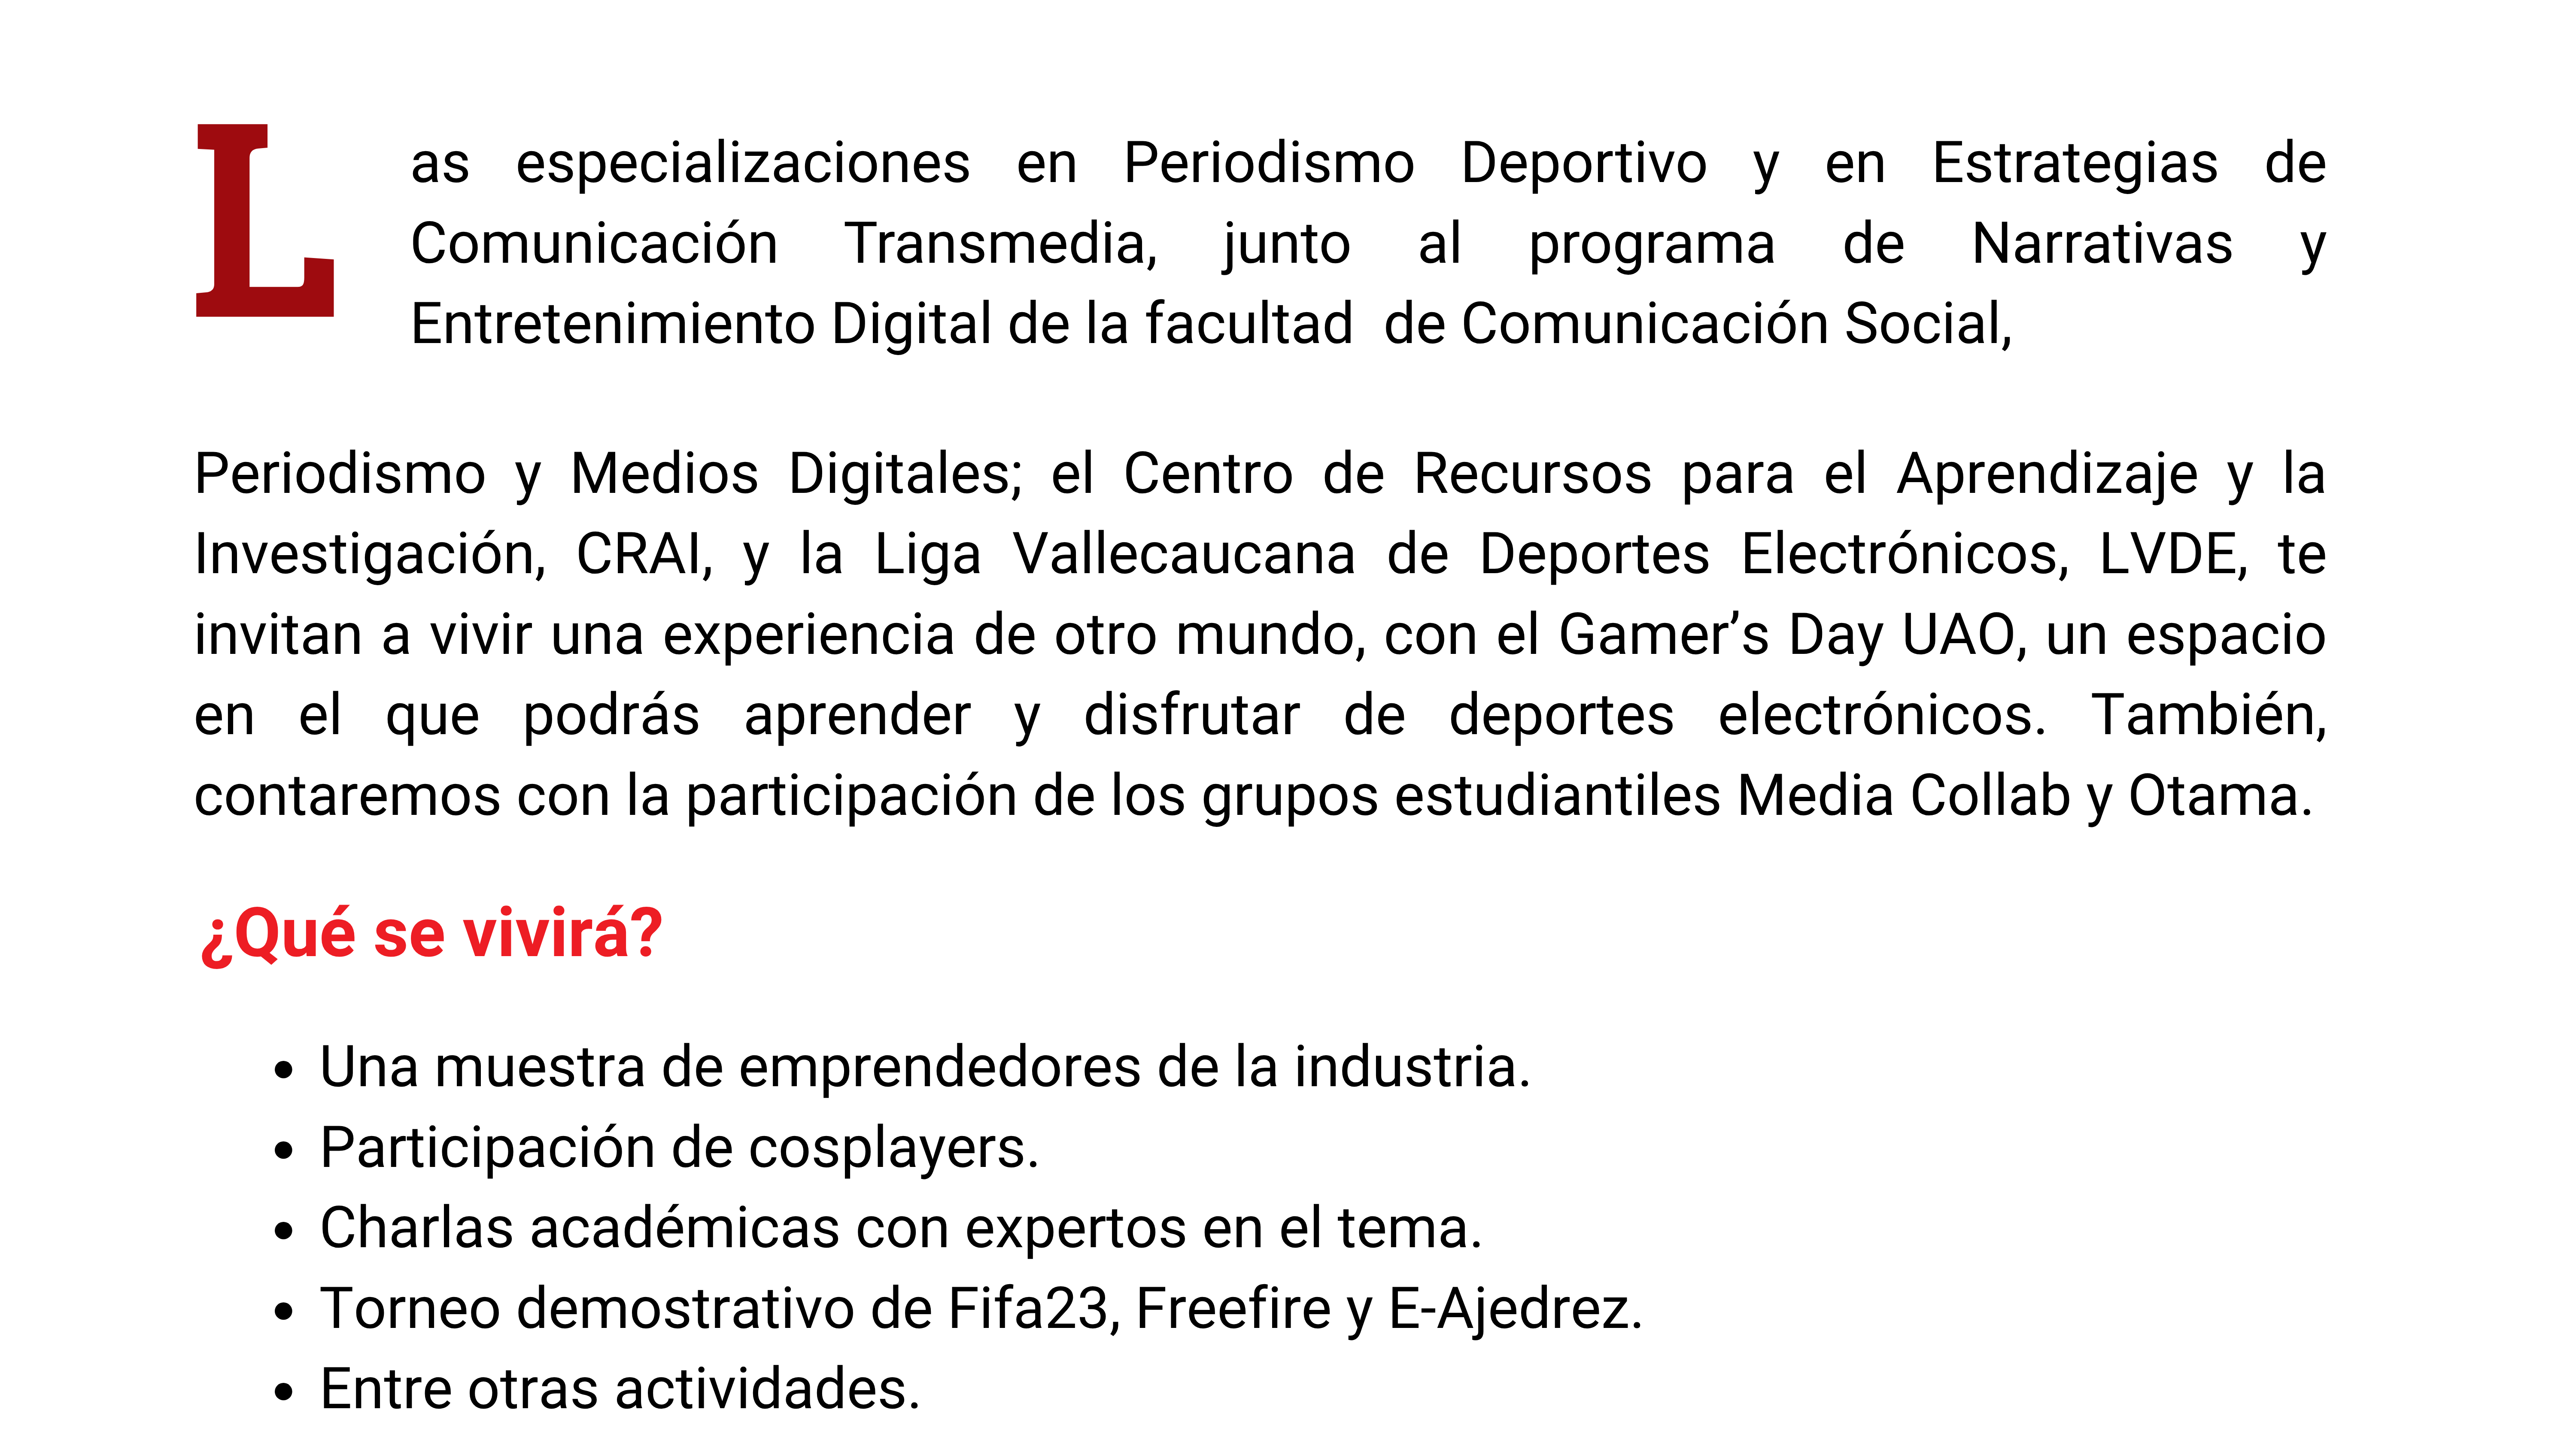 Las especializaciones en Periodismo Deportivo y en Estrategias de
Comunicación Transmedia, junto al programa de Narrativas y
Entretenimiento Digital de la facultad  de Comunicación Social,
Periodismo y Medios Digitales; el Centro de Recursos para el Aprendizaje y la
Investigación, CRAI, y la Liga Vallecaucana de Deportes Electrónicos, LVDE, te
invitan a vivir una experiencia de otro mundo, con el Gamer’s Day UAO, un espacio
en el que podrás aprender y disfrutar de deportes electrónicos. También,
contaremos con la participación de los grupos estudiantiles Media Collab y Otama.
¿Qué se vivirá?
• Una muestra de emprendedores de la industria.
• Participación de cosplayers.
• Charlas académicas con expertos en el tema.
• Torneo demostrativo de Fifa23, Freefire y E-Ajedrez.
• Entre otras actividades.